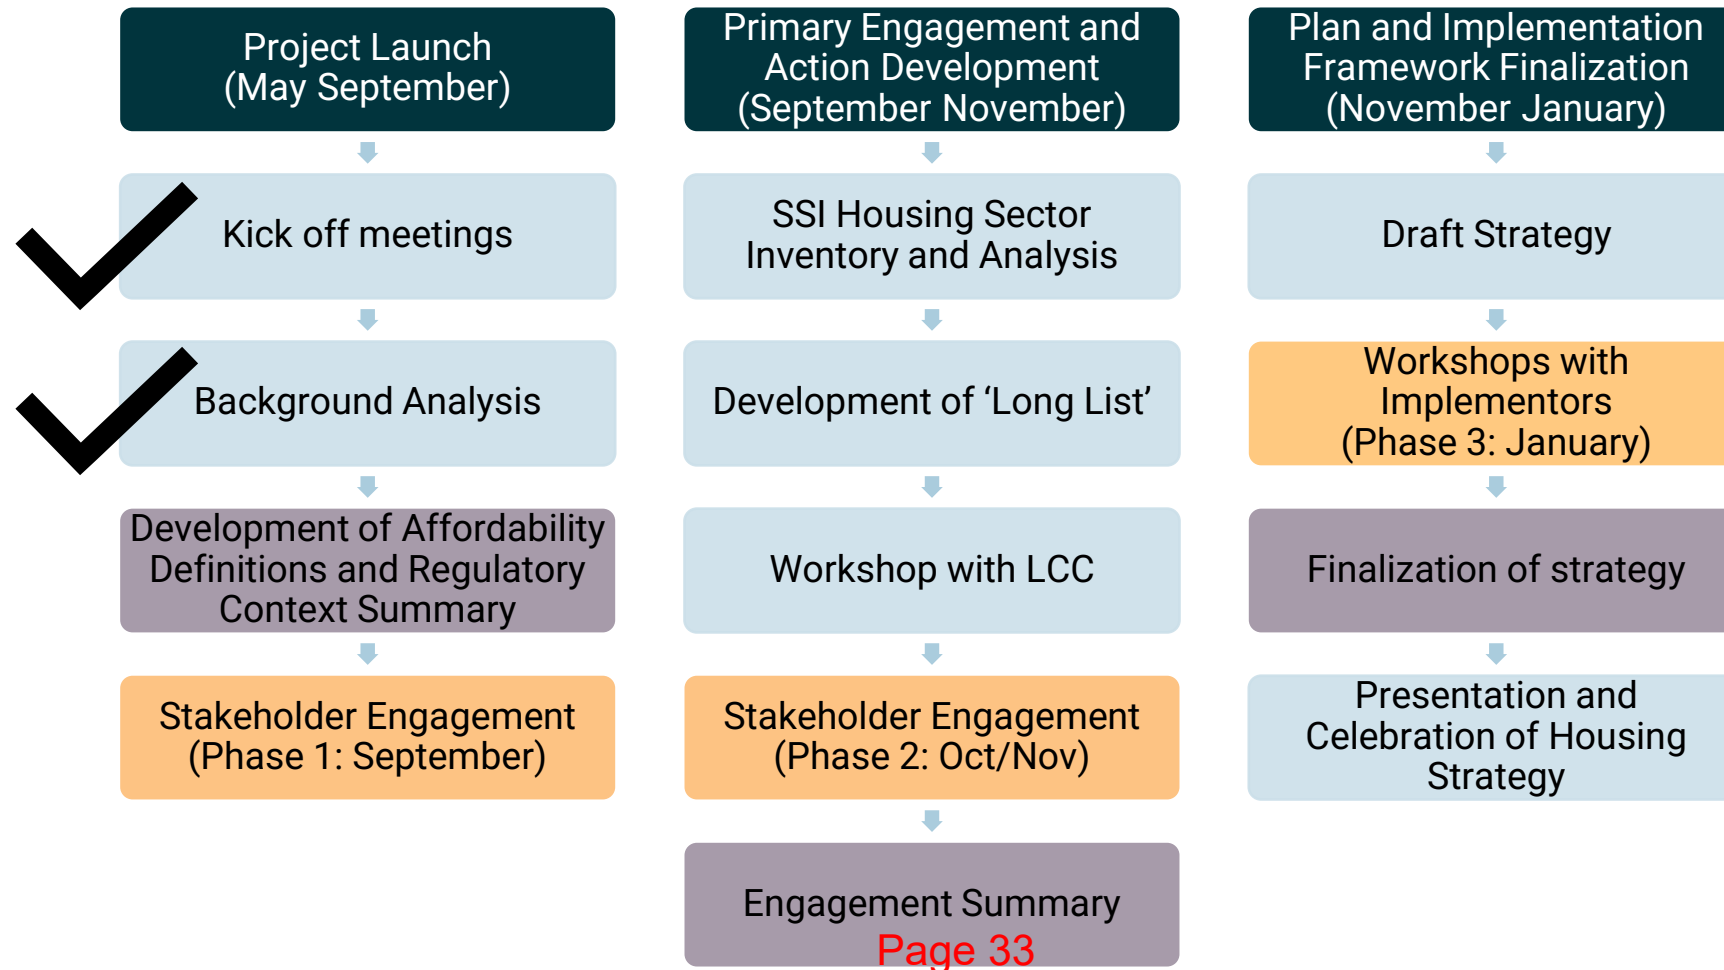 Project Launch
(May September)
Kick off meetings
Background Analysis
Development of Affordability
Definitions and Regulatory
Context Summary
Stakeholder Engagement
(Phase 1: September)
Primary Engagement and
Action Development
(September November)
SSI Housing Sector
Inventory and Analysis
Development of ‘Long List’
Workshop with LCC
Stakeholder Engagement
(Phase 2: Oct/Nov)
Engagement Summary
Page 33
Plan and Implementation
Framework Finalization
(November January)
Draft Strategy
Workshops with
Implementors
(Phase 3: January)
Finalization of strategy
Presentation and
Celebration of Housing
Strategy